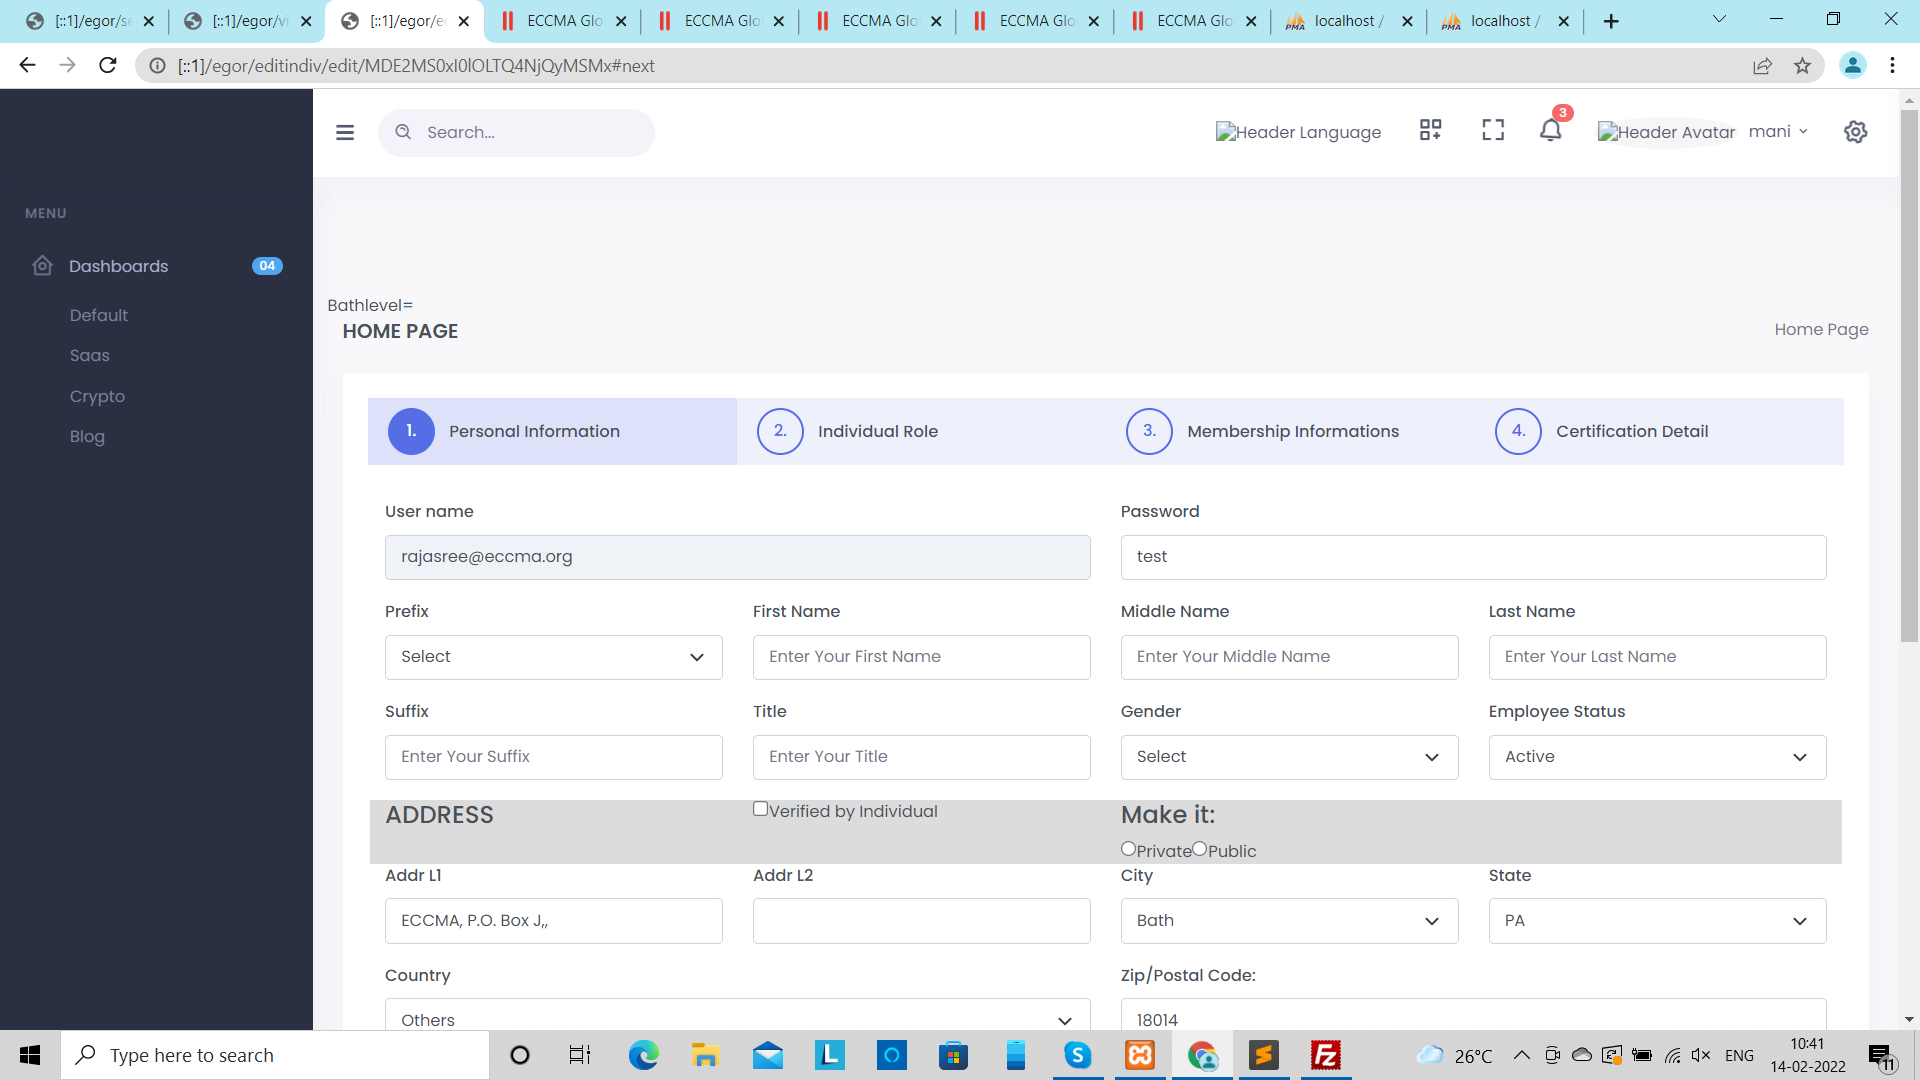 [::1]/egor/se
[::1]/egor/vi
[::1]/egor/ed
ECCMA Glo
ECCMA Glo
ECCMA Glo
ECCMA Glo
ECCMA Glo
PMA localhost /
PMA localhost /
[::1]/egor/editindiv/edit/MDE2MS0xI0lOLTQ4NjQyMSMx#next
Search...
Header Language
3
Header Avatar
mani
MENU
Dashboards 04
Default
Saas
Crypto
Blog
Bathlevel=
HOME PAGE
Home Page
1. Personal Information
2. Individual Role
3. Membership Informations
4. Certification Detail
User name
Password
rajasree@eccma.org
test
Prefix
First Name
Middle Name
Last Name
Select
Enter Your First Name
Enter Your Middle Name
Enter Your Last Name
Suffix
Title
Gender
Employee Status
Enter Your Suffix
Enter Your Title
Select
Active
ADDRESS
Verified by Individual
Make it:
Private Public
Addr L1
Addr L2
City
State
ECCMA, P.O. Box J,,
Bath
PA
Country
Zip/Postal Code:
Others
18014
Type here to search
26°C
ENG
10:41
14-02-2022
11